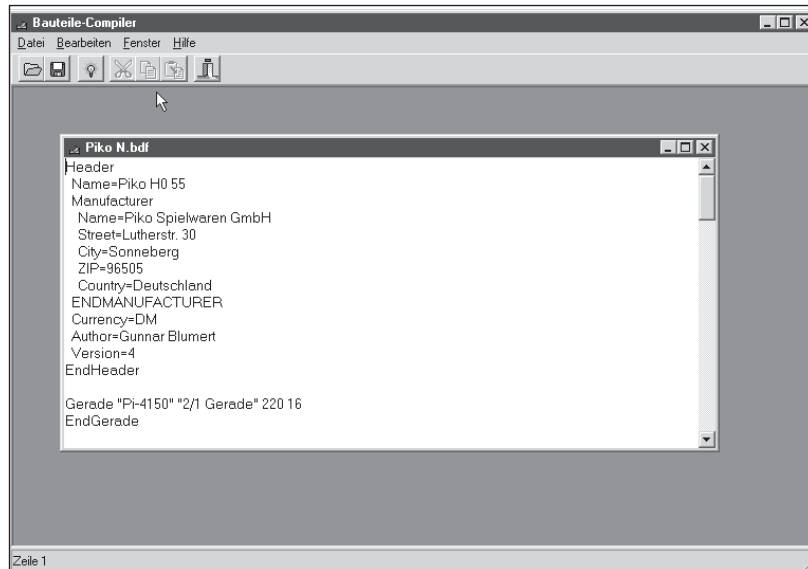 Bauteile-Compiler
Datei Bearbeiten Fenster Hilfe
Piko N.bdf
Header
Name=Piko H0 55
Manufacturer
Name=Piko Spielwaren GmbH
Street=Lutherstr. 30
City=Sonneberg
ZIP=96505
Country=Deutschland
ENDMANUFACTURER
Currency=DM
Author=Gunnar Blumert
Version=4
EndHeader
Gerade "Pi-4150" "2/1 Gerade" 220 16
EndGerade
Zeile 1